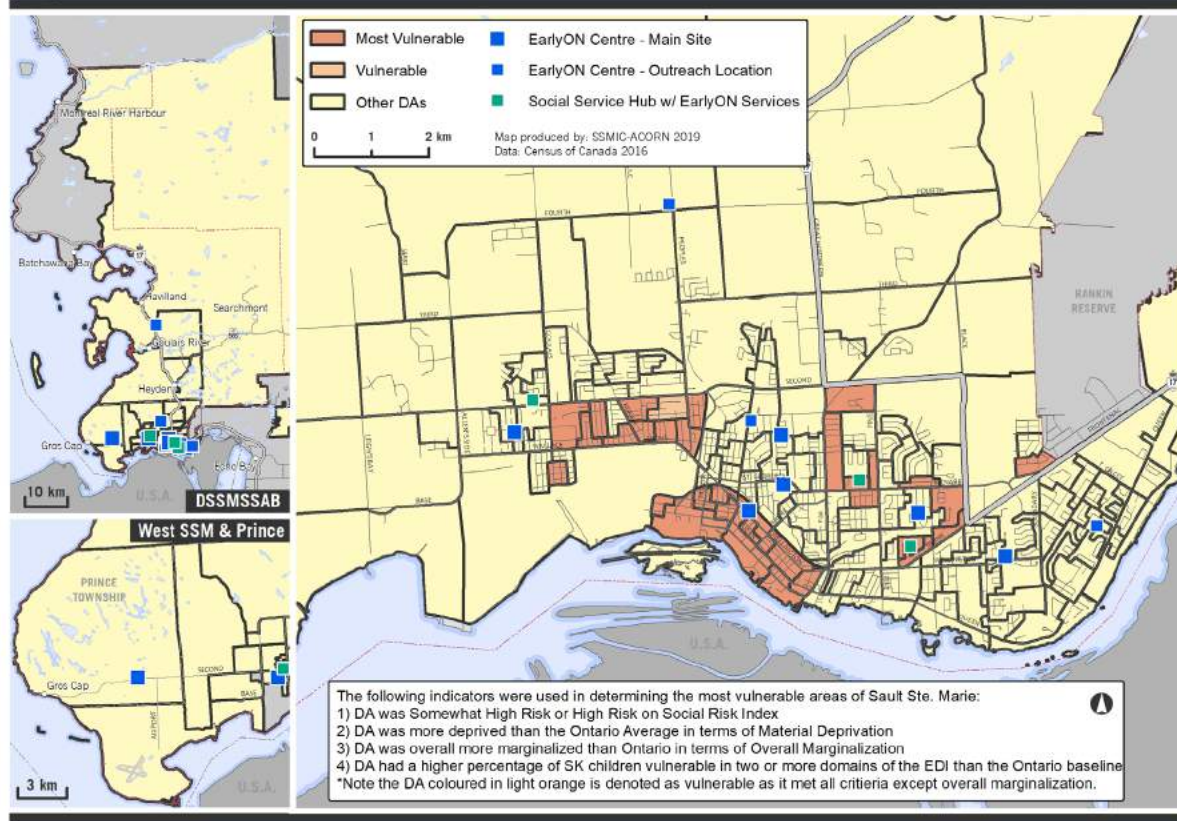 Most Vulnerable
Vulnerable
Other DAs
EarlyON Centre - Main Site
EarlyON Centre - Outreach Location
Social Service Hub w/ EarlyON Services
0 1 2 km
Map produced by: SSMIC-ACORN 2019
Data: Census of Canada 2016
Montreal River Harbour
Batchawana Bay
17
Havilland
Searchmont
Goulais River
Heyden
Gros Cap
Echo Bay
10 km
U.S.A.
DSSMSSAB
West SSM & Prince
PRINCE
TOWNSHIP
SECOND
Gros Cap
BASE
AIRPORT
3 km
U.S.A.
FOURTH
FOURTH
PEOPLES
THIRD
THIRD
RANKIN
RESERVE
SECOND
BLACK
17
BASE
QUEEN
U.S.A.
The following indicators were used in determining the most vulnerable areas of Sault Ste. Marie:
1) DA was Somewhat High Risk or High Risk on Social Risk Index
2) DA was more deprived than the Ontario Average in terms of Material Deprivation
3) DA was overall more marginalized than Ontario in terms of Overall Marginalization
4) DA had a higher percentage of SK children vulnerable in two or more domains of the EDI than the Ontario baseline
*Note the DA coloured in light orange is denoted as vulnerable as it met all critieria except overall marginalization.